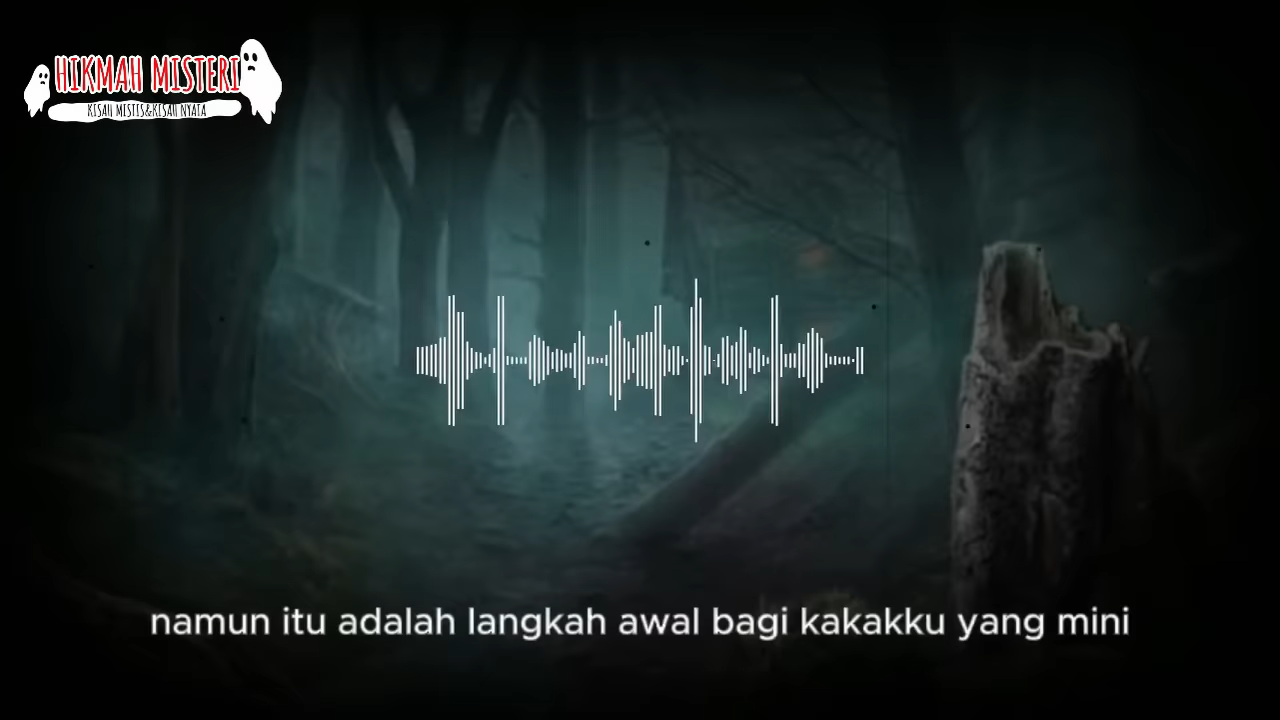 HIKMAH MISTERI
KISAH MISTIS&KISAH NYATA
namun itu adalah langkah awal bagi kakakku yang mini